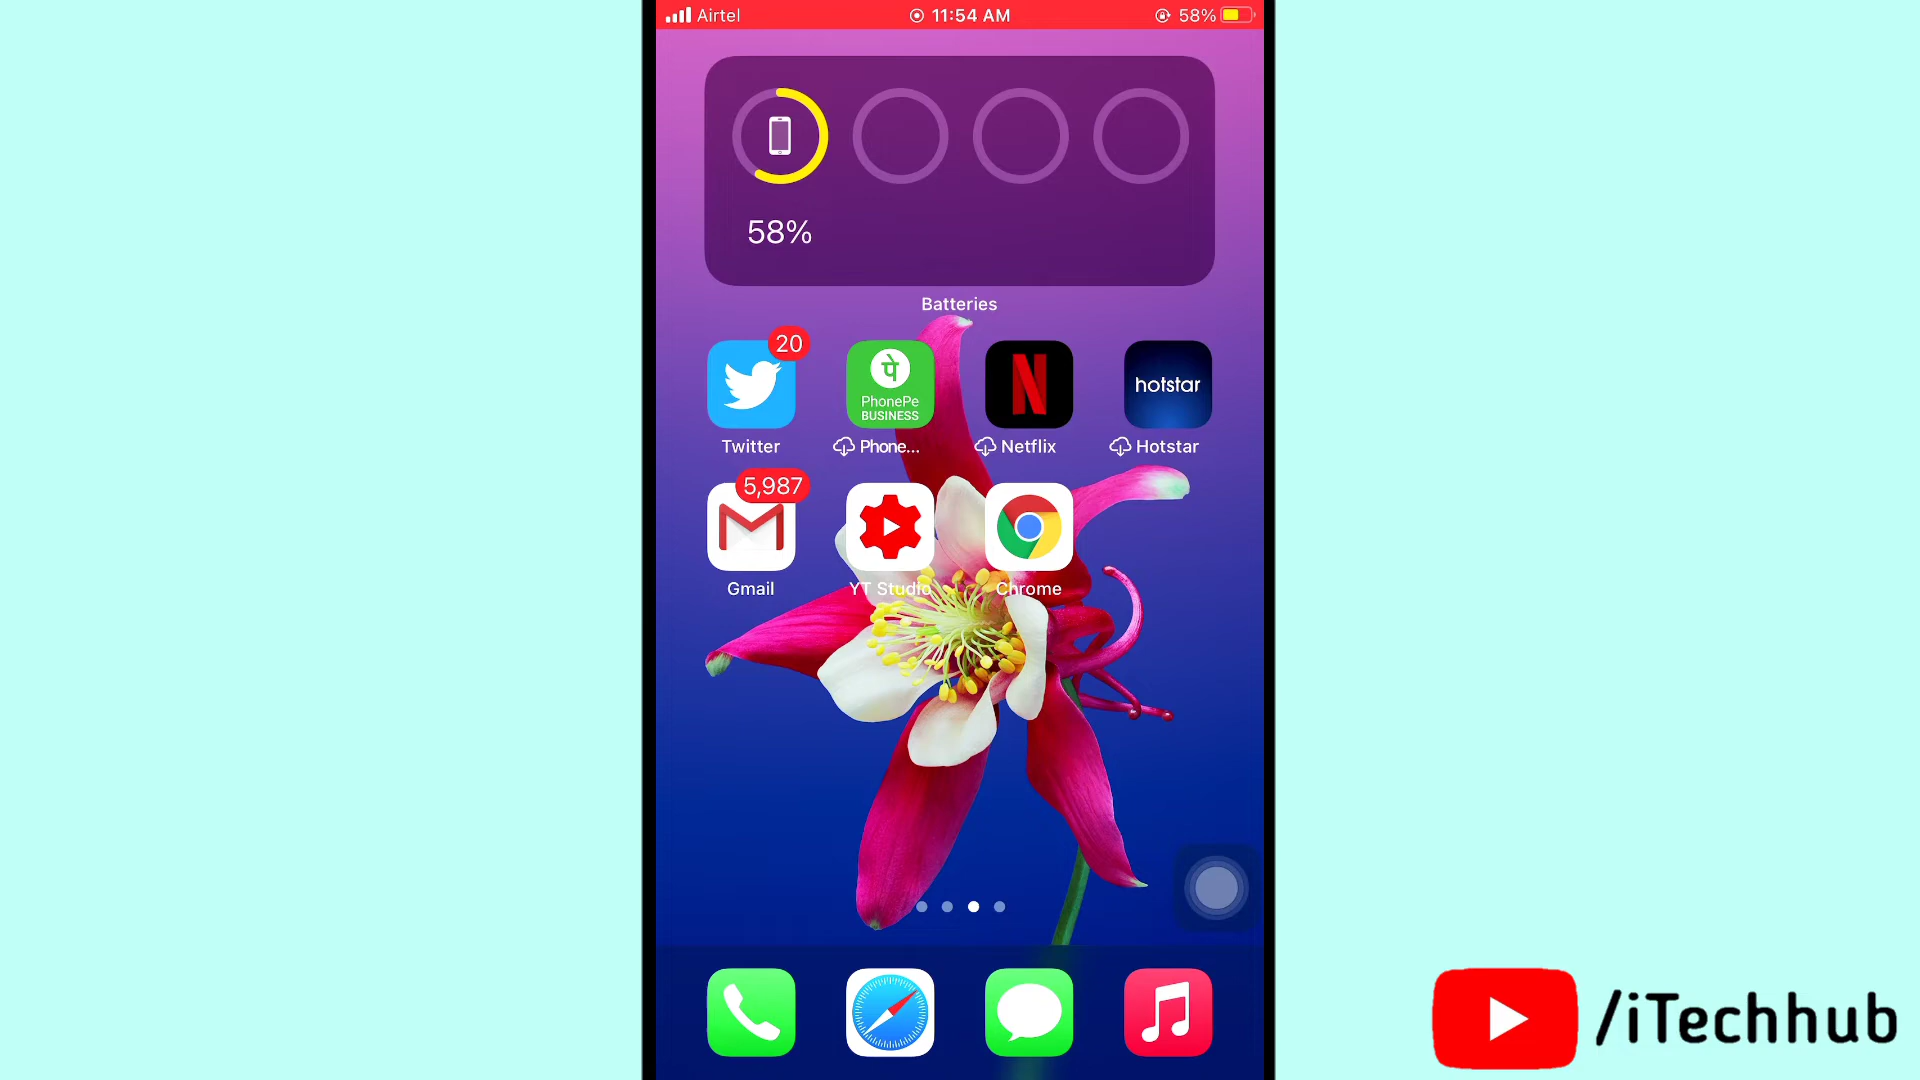 Airtel 11:54 AM 58%
58%
Batteries
20
पे
PhonePe
BUSINESS
N
hotstar
Twitter Phone... Netflix Hotstar
5,987
Gmail YT Studio Chrome
/iTechhub